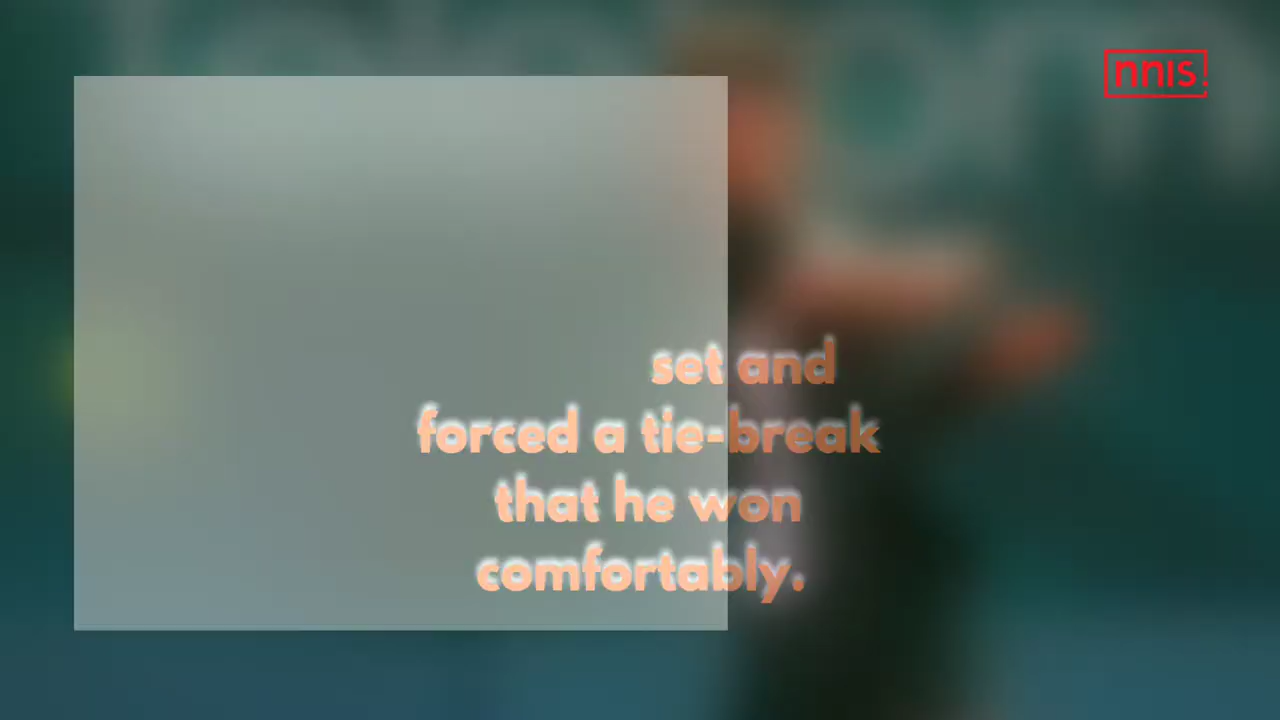 nnis!
set and
forced a tie-break
that he won
comfortably.